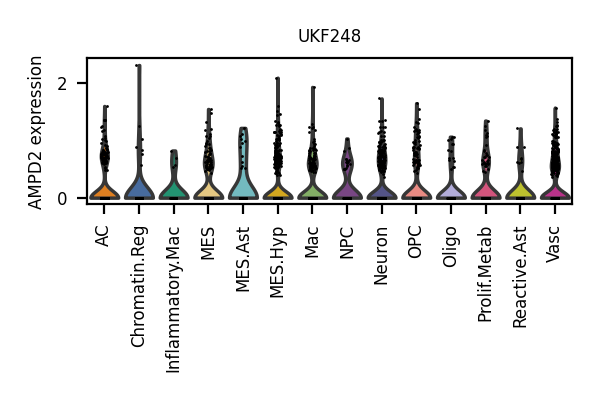 UKF248
AMPD2 expression
2
0
AC
Chromatin.Reg
Inflammatory.Mac
MES
MES.Ast
MES.Hyp
Mac
NPC
Neuron
OPC
Oligo
Prolif.Metab
Reactive.Ast
Vasc